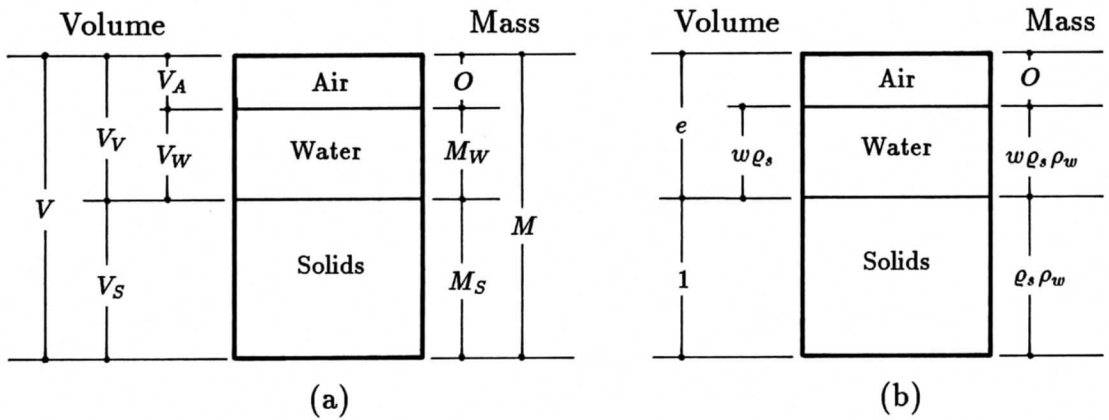 Volume Mass Volume Mass
V_A Air O Air O
V_V e
V_W Water M_W wϱ_s Water wϱ_sρ_w
V M
Solids Solids
V_S M_S 1 ϱ_sρ_w
(a) (b)